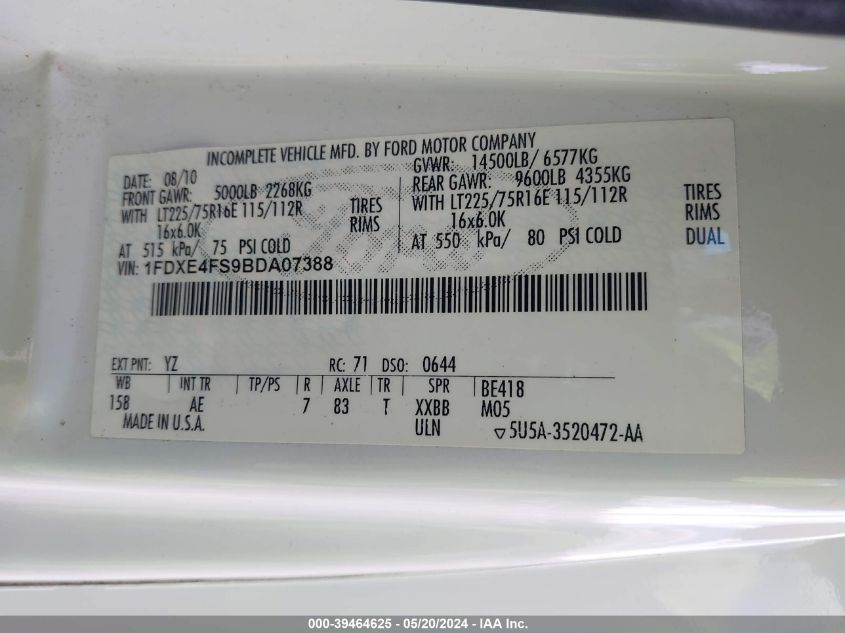 INCOMPLETE VEHICLE MFD. BY FORD MOTOR COMPANY
DATE: 08/10 GVWR: 14500LB/ 6577KG
FRONT GAWR: 5000LB 2268KG REAR GAWR: 9600LB 4355KG
WITH LT225/75R16E 115/112R TIRES WITH LT225/75R16E 115/112R TIRES
16x6.0K RIMS 16x6.0K RIMS
AT 515 kPa/ 75 PSI COLD AT 550 kPa/ 80 PSI COLD DUAL
VIN: 1FDXE4FS9BDA07388
EXT PNT: YZ RC: 71 DSO: 0644
WB INT TR TP/PS R AXLE TR SPR BE418
158 AE 7 83 T XXBB M05
MADE IN U.S.A. ULN ▽5U5A-3520472-AA
000-39464625 - 05/20/2024 - IAA Inc.